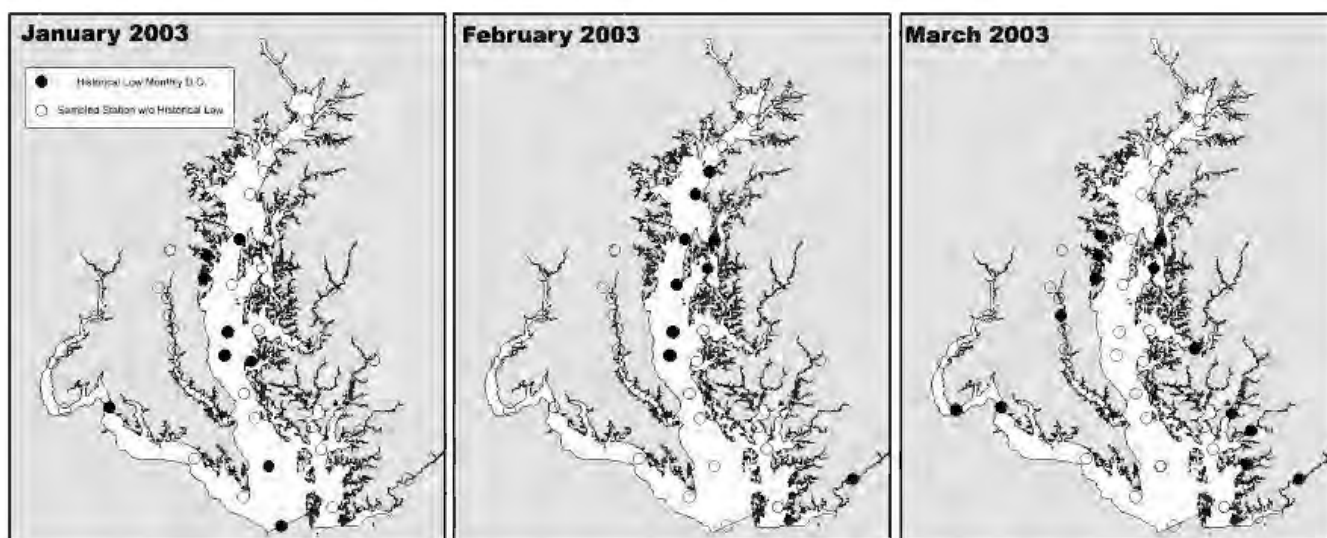 January 2003
February 2003
March 2003
Historical Low Monthly D.O.
Sampled Station w/o Historical Low